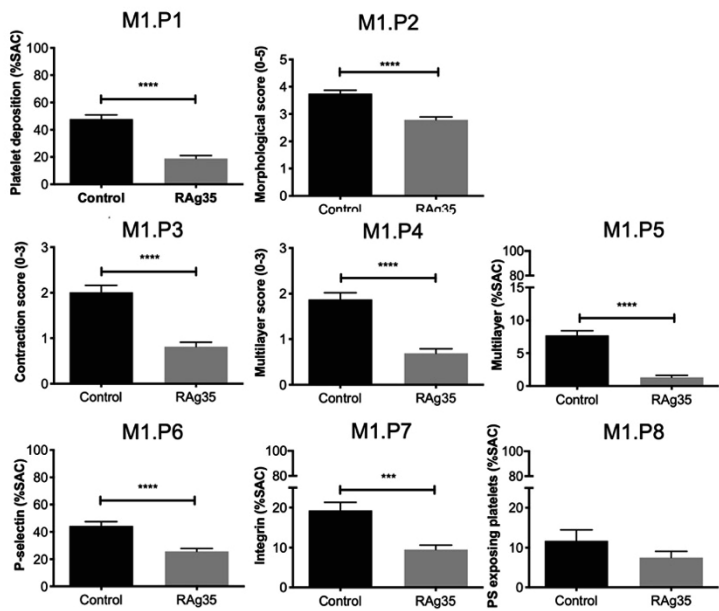 M1.P1
Platelet deposition (%SAC)
100
80
60
40
20
0
****
Control
RAg35
M1.P2
Morphological score (0-5)
5
4
3
2
1
0
****
Control
RAg35
M1.P3
Contraction score (0-3)
3
2
1
0
****
Control
RAg35
M1.P4
Multilayer score (0-3)
3
2
1
0
****
Control
RAg35
M1.P5
Multilayer (%SAC)
100
80
15
10
5
0
****
Control
RAg35
M1.P6
P-selectin (%SAC)
100
80
60
40
20
0
****
Control
RAg35
M1.P7
Integrin (%SAC)
100
80
20
10
0
***
Control
RAg35
M1.P8
PS exposing platelets (%SAC)
100
80
20
10
0
Control
RAg35